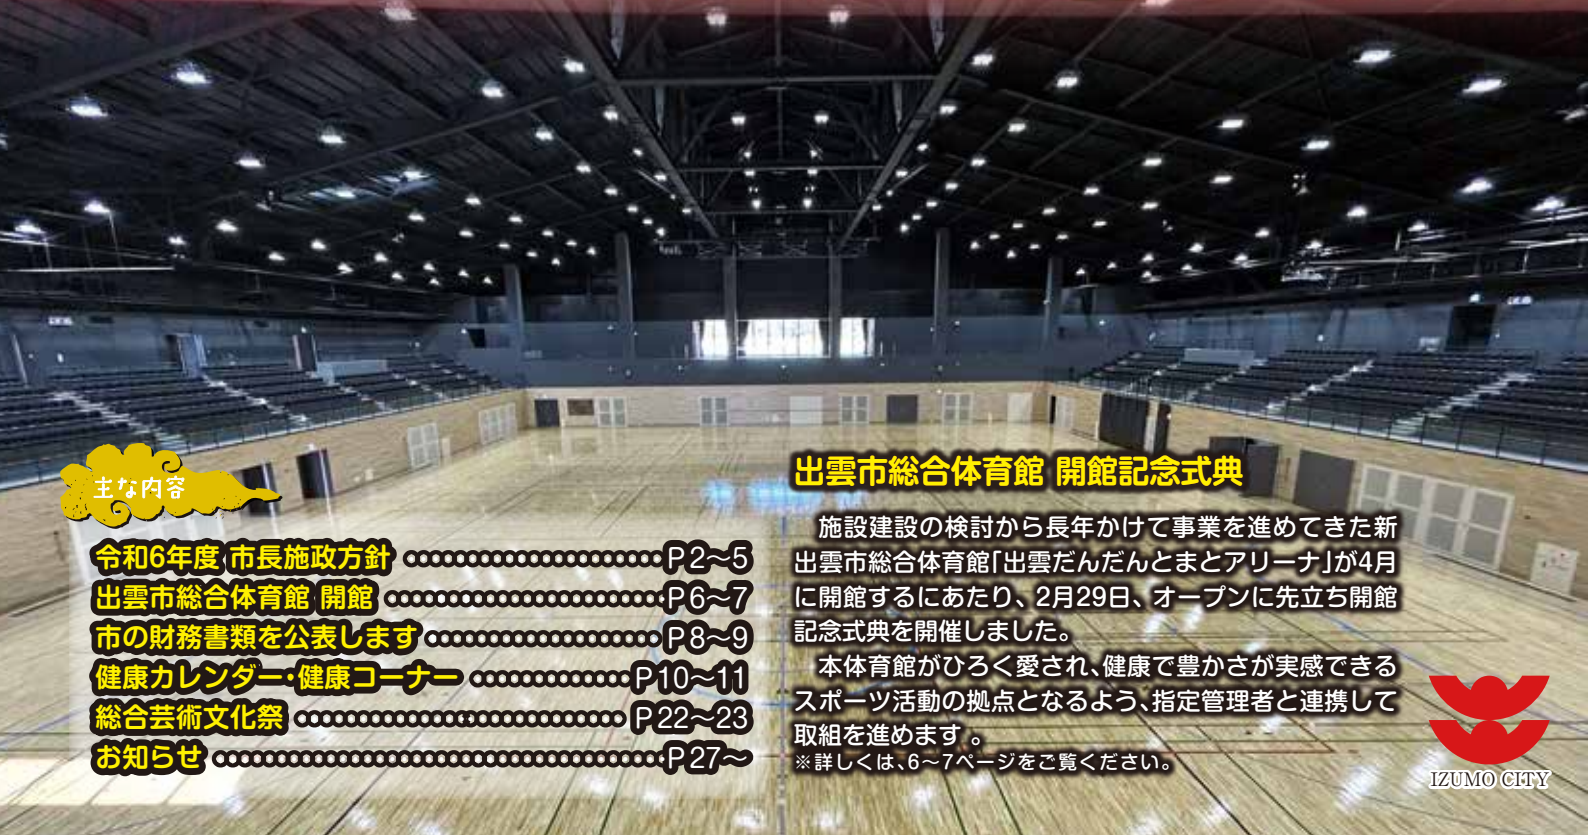 主な内容
令和6年度 市長施政方針 P2～5
出雲市総合体育館 開館 P6～7
市の財務書類を公表します P8～9
健康カレンダー・健康コーナー P10～11
総合芸術文化祭 P22～23
お知らせ P27～
出雲市総合体育館 開館記念式典
施設建設の検討から長年かけて事業を進めてきた新
出雲市総合体育館「出雲だんだんとまとアリーナ」が4月
に開館するにあたり、2月29日、オープンに先立ち開館
記念式典を開催しました。
本体育館がひろく愛され、健康で豊かさが実感できる
スポーツ活動の拠点となるよう、指定管理者と連携して
取組を進めます 。
※詳しくは、6～7ページをご覧ください。
IZUMO CITY